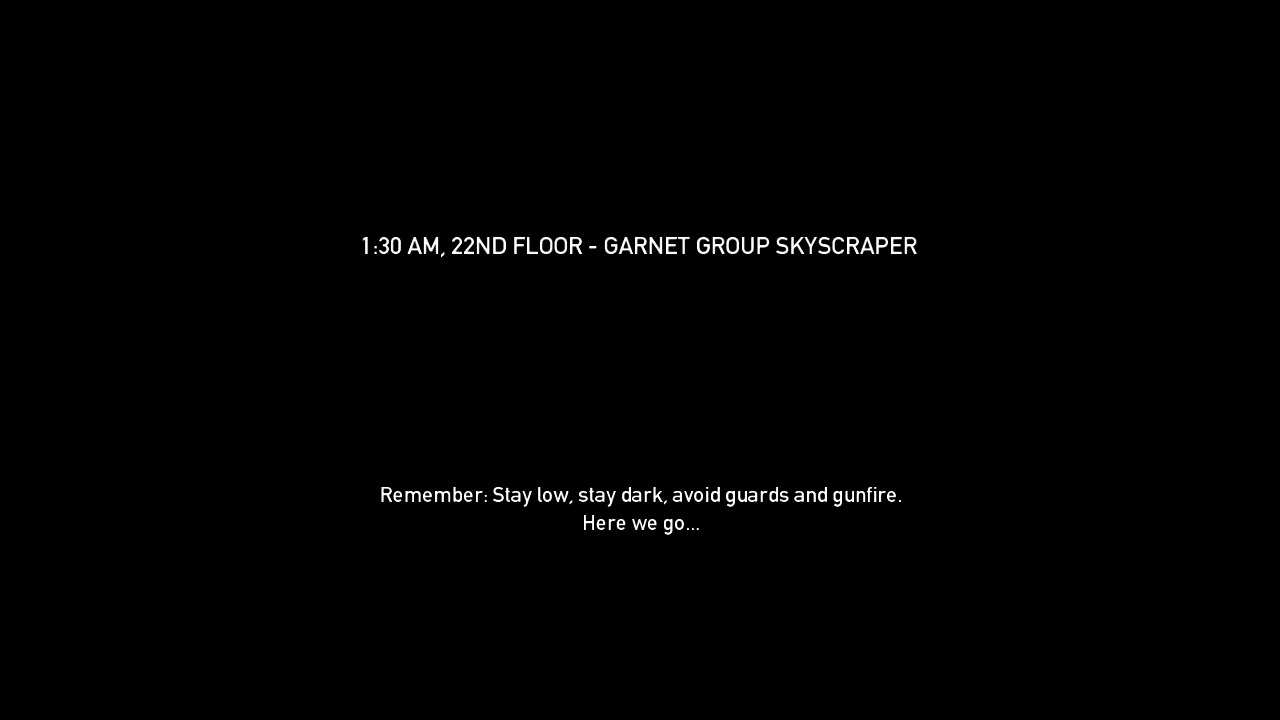 1:30 AM, 22ND FLOOR - GARNET GROUP SKYSCRAPER
Remember: Stay low, stay dark, avoid guards and gunfire.
Here we go...